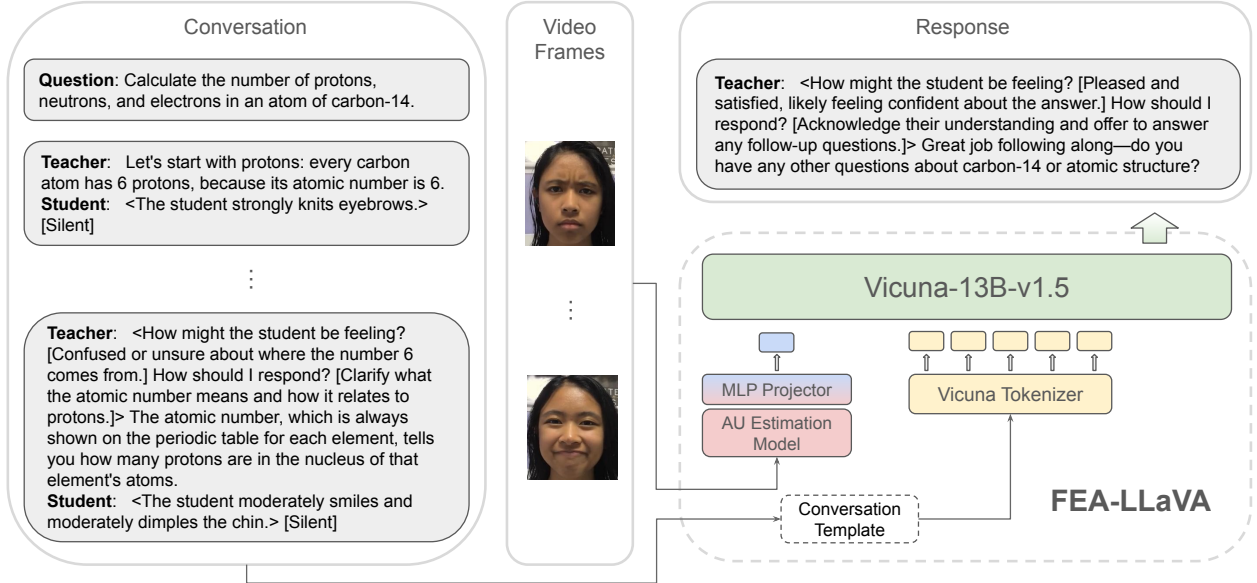 Conversation
Question: Calculate the number of protons,
neutrons, and electrons in an atom of carbon-14.
Teacher: Let's start with protons: every carbon
atom has 6 protons, because its atomic number is 6.
Student: <The student strongly knits eyebrows.>
[Silent]
⋮
Teacher: <How might the student be feeling?
[Confused or unsure about where the number 6
comes from.] How should I respond? [Clarify what
the atomic number means and how it relates to
protons.]> The atomic number, which is always
shown on the periodic table for each element, tells
you how many protons are in the nucleus of that
element's atoms.
Student: <The student moderately smiles and
moderately dimples the chin.> [Silent]
Video
Frames
⋮
Response
Teacher: <How might the student be feeling? [Pleased and
satisfied, likely feeling confident about the answer.] How should I
respond? [Acknowledge their understanding and offer to answer
any follow-up questions.]> Great job following along—do you
have any other questions about carbon-14 or atomic structure?
Vicuna-13B-v1.5
MLP Projector
AU Estimation
Model
Vicuna Tokenizer
Conversation
Template
FEA-LLaVA